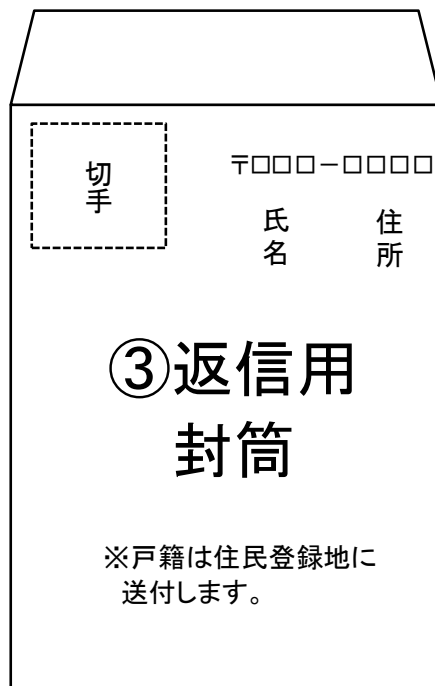 切手
〒□□□－□□□□
住所
氏名
③返信用
封筒
※戸籍は住民登録地に
送付します。